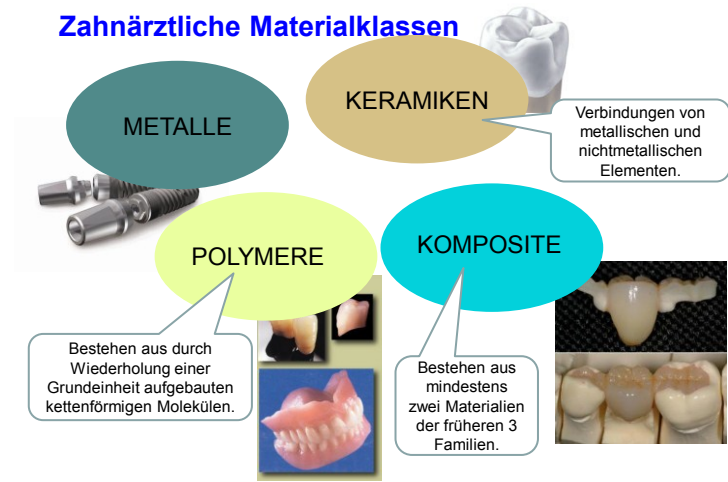 Zahnärztliche Materialklassen
METALLE
KERAMIKEN
Verbindungen von
metallischen und
nichtmetallischen
Elementen.
POLYMERE
KOMPOSITE
Bestehen aus durch
Wiederholung einer
Grundeinheit aufgebauten
kettenförmigen Molekülen.
Bestehen aus
mindestens
zwei Materialien
der früheren 3
Familien.